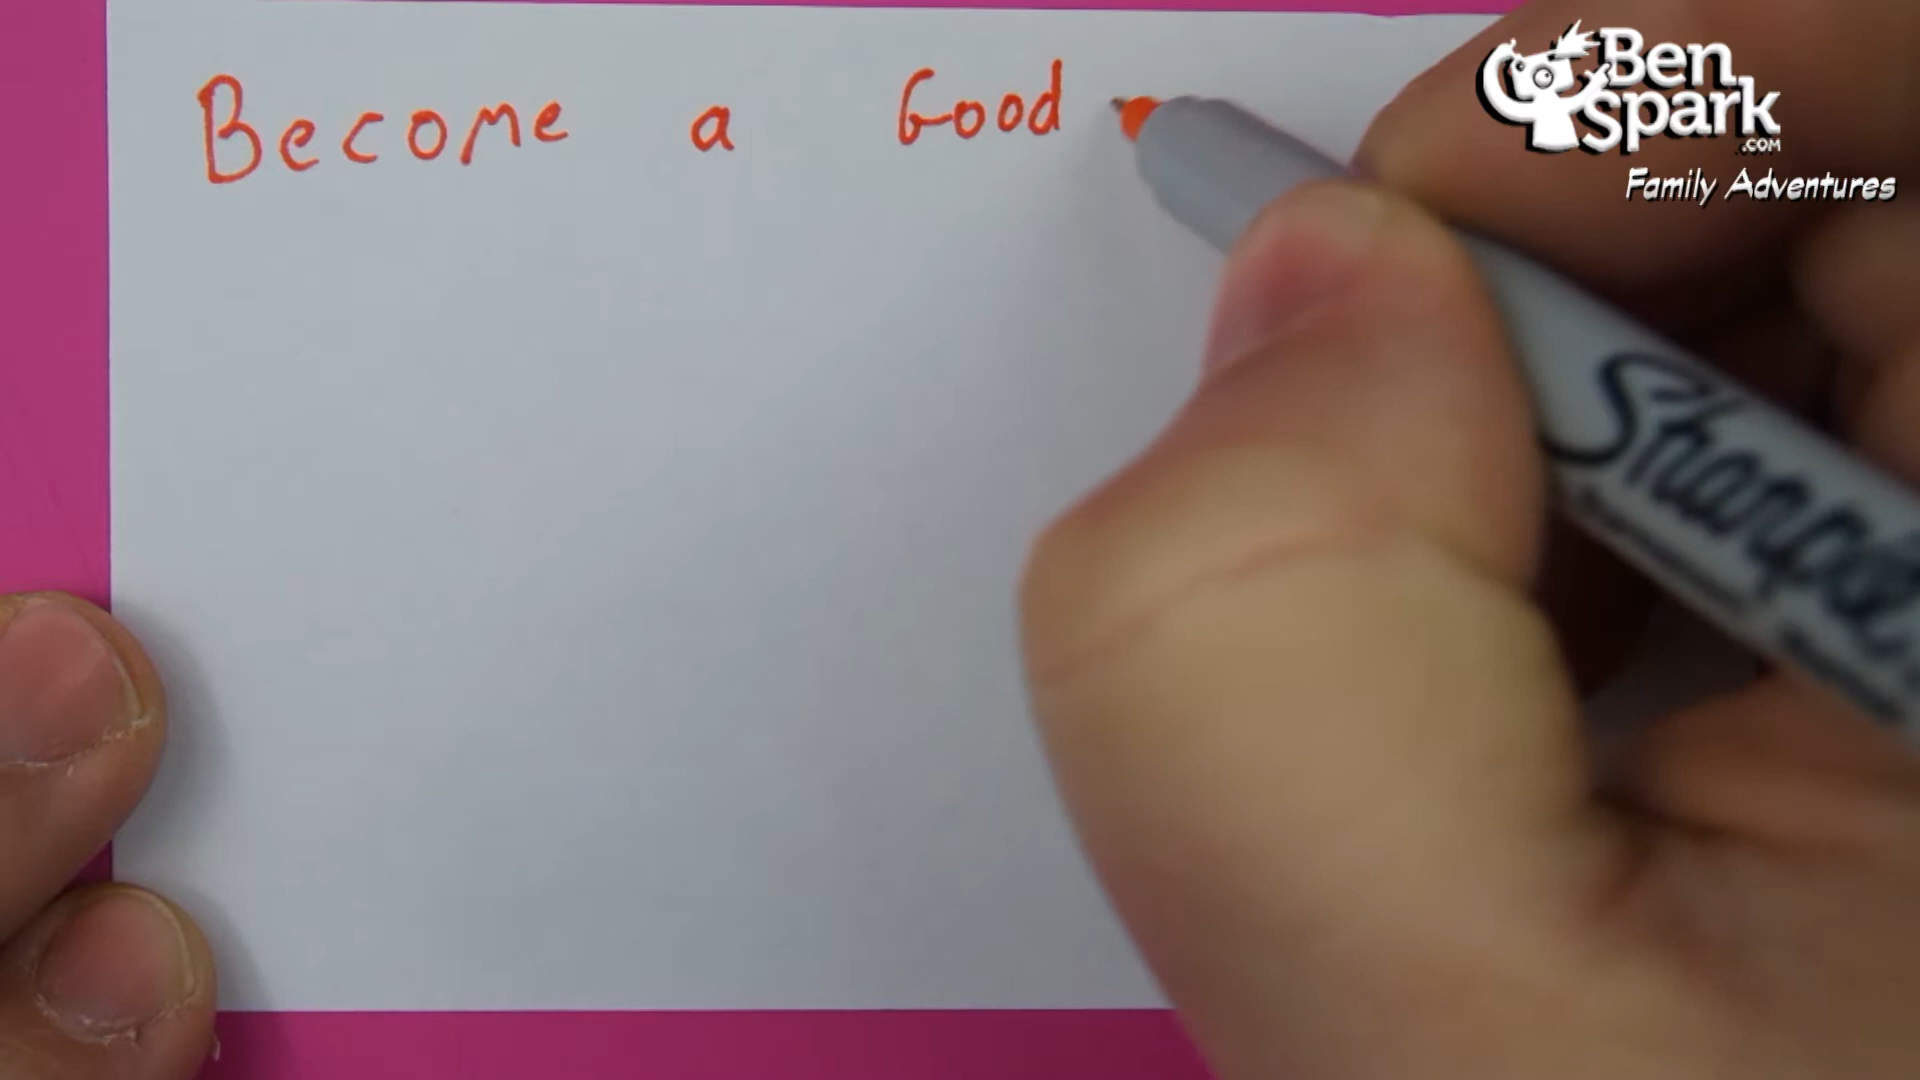 Become a Good
Ben
Spark
.COM
Family Adventures
Sharpie